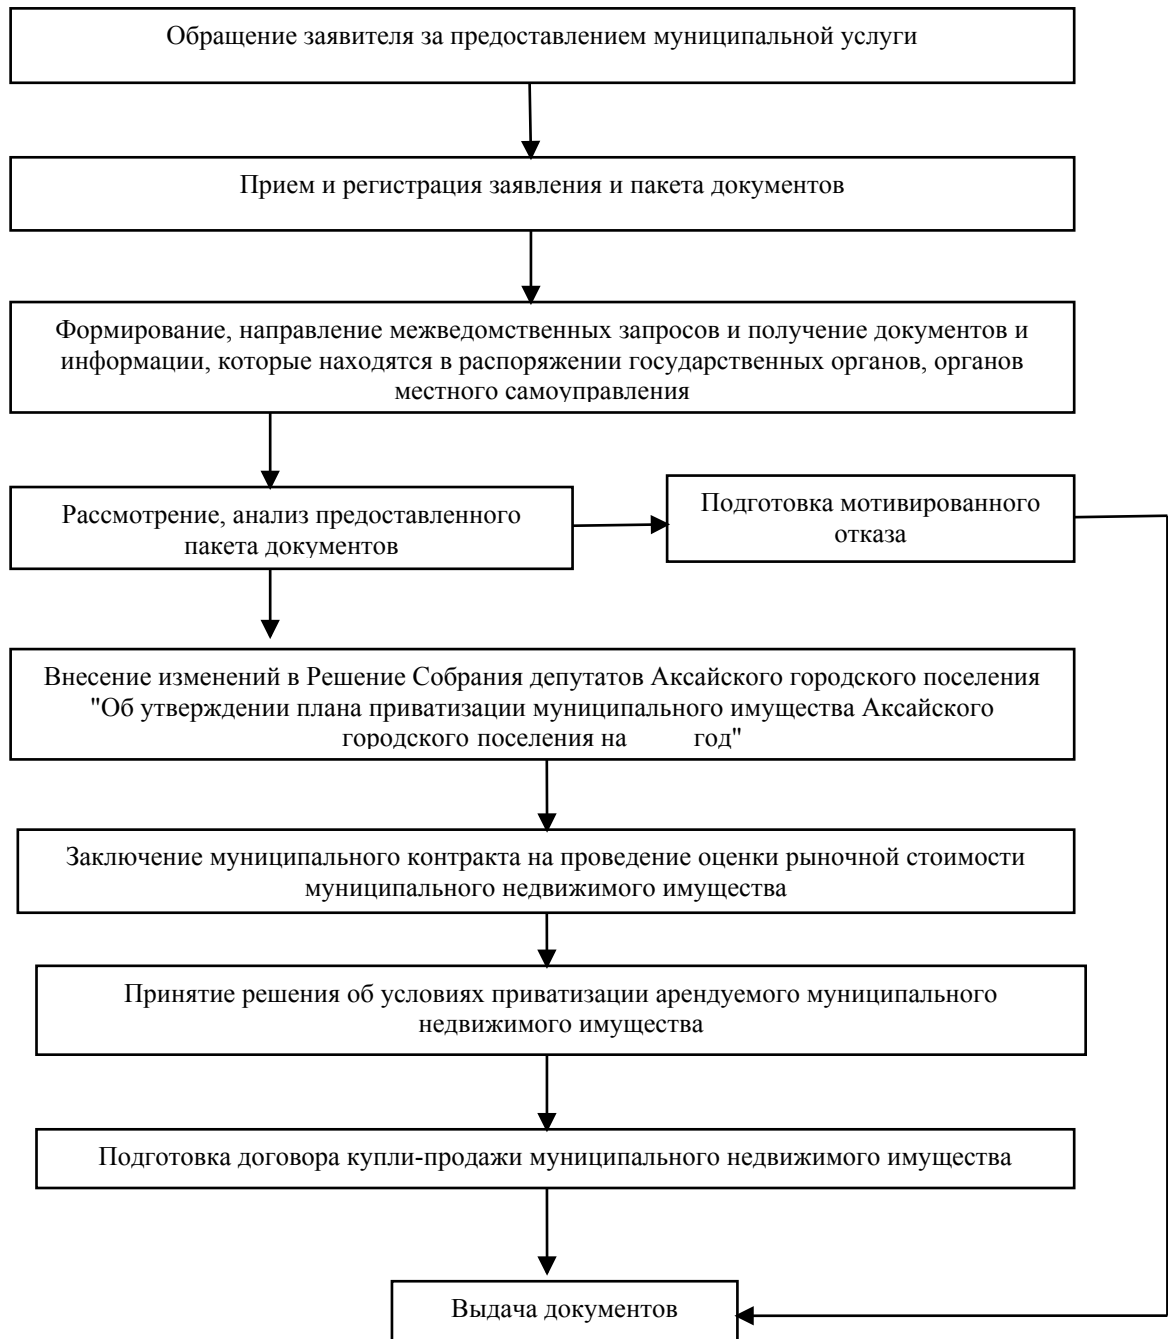 Обращение заявителя за предоставлением муниципальной услуги
Прием и регистрация заявления и пакета документов
Формирование, направление межведомственных запросов и получение документов и
информации, которые находятся в распоряжении государственных органов, органов
местного самоуправления
Рассмотрение, анализ предоставленного
пакета документов
Подготовка мотивированного
отказа
Внесение изменений в Решение Собрания депутатов Аксайского городского поселения
"Об утверждении плана приватизации муниципального имущества Аксайского
городского поселения на год"
Заключение муниципального контракта на проведение оценки рыночной стоимости
муниципального недвижимого имущества
Принятие решения об условиях приватизации арендуемого муниципального
недвижимого имущества
Подготовка договора купли-продажи муниципального недвижимого имущества
Выдача документов